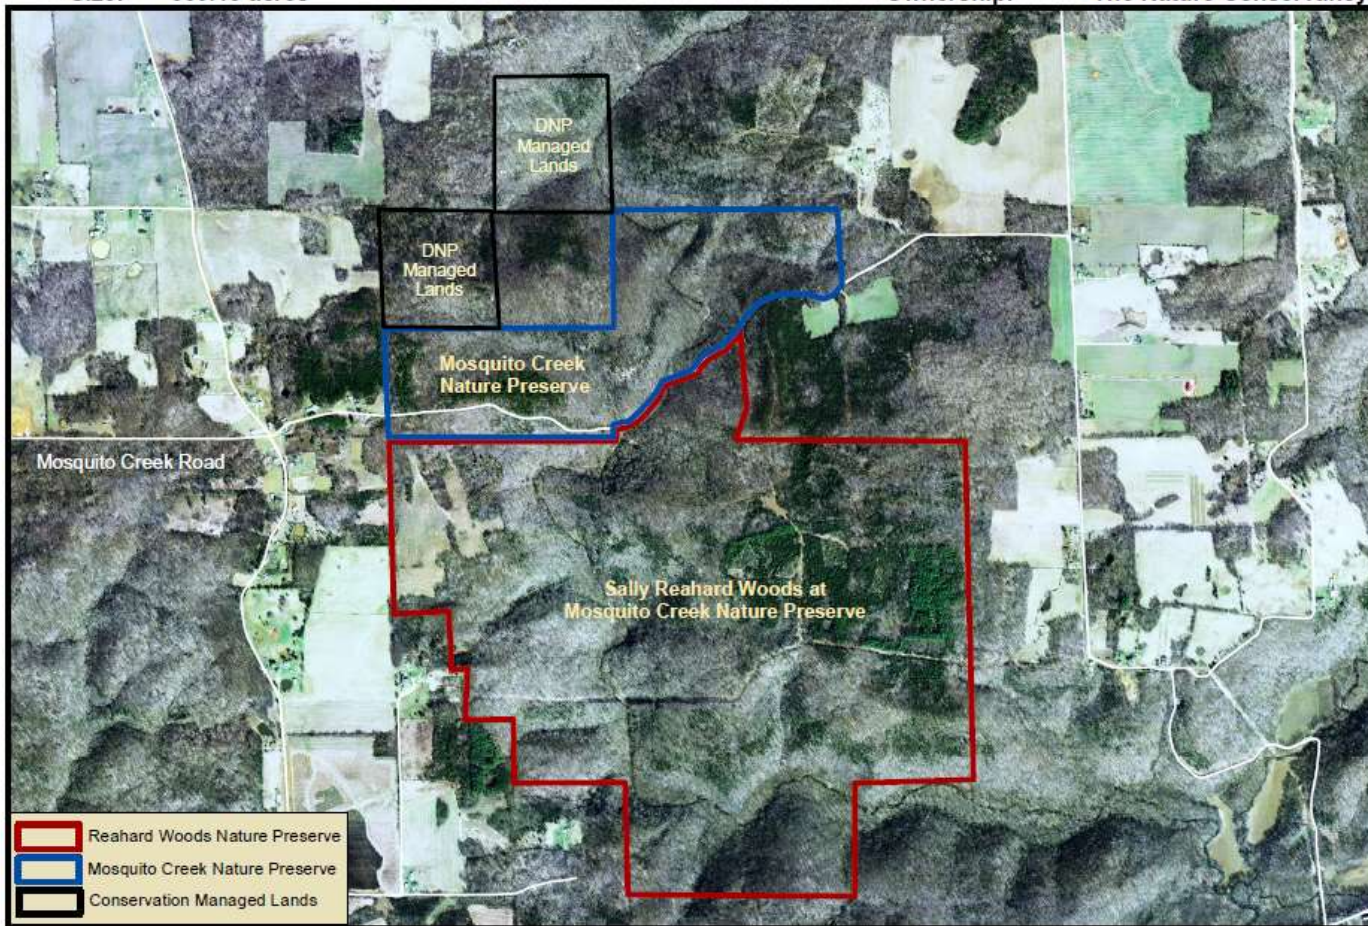 DNP
Managed
Lands
DNP
Managed
Lands
Mosquito Creek
Nature Preserve
Mosquito Creek Road
Sally Reahard Woods at
Mosquito Creek Nature Preserve
Reahard Woods Nature Preserve
Mosquito Creek Nature Preserve
Conservation Managed Lands